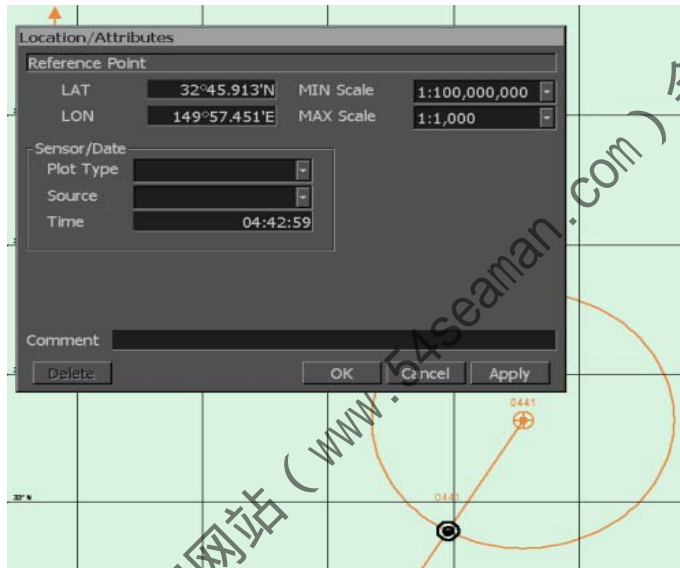 Location/Attributes
Reference Point
LAT 32°45.913'N MIN Scale 1:100,000,000
LON 149°57.451'E MAX Scale 1:1,000
Sensor/Date
Plot Type
Source
Time 04:42:59
Comment
Delete OK Cancel Apply
0441
0441
网站（www.54seaman.com）